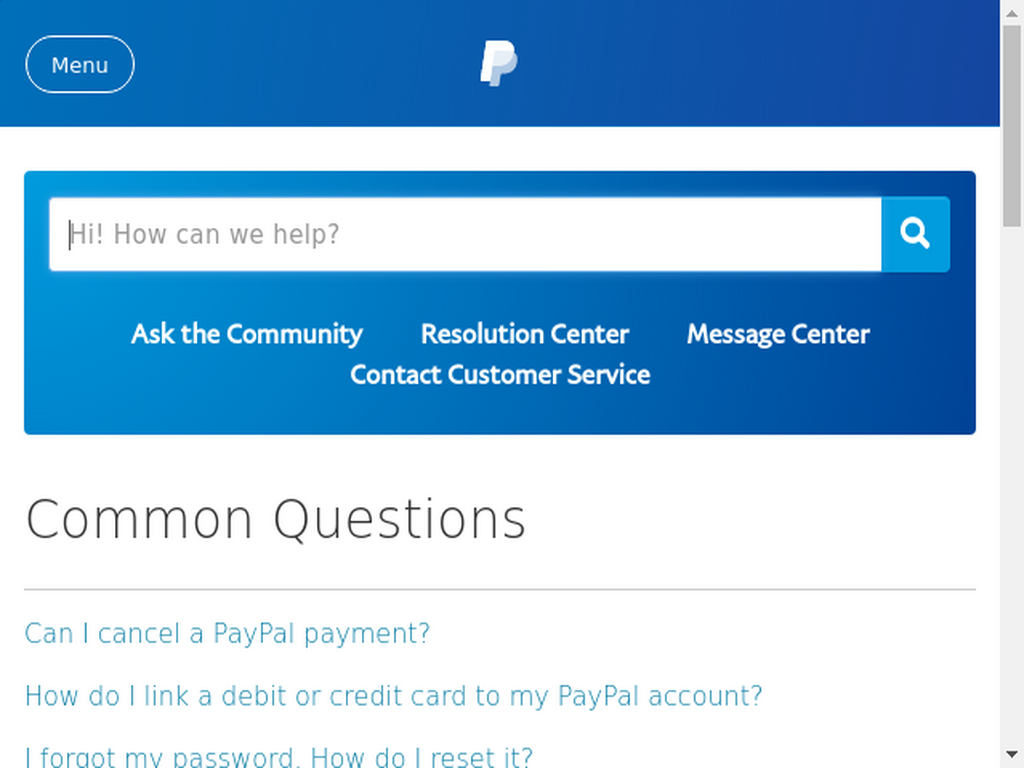 Menu
Hi! How can we help?
Ask the Community Resolution Center Message Center
Contact Customer Service
Common Questions
Can I cancel a PayPal payment?
How do I link a debit or credit card to my PayPal account?
I forgot my password. How do I reset it?